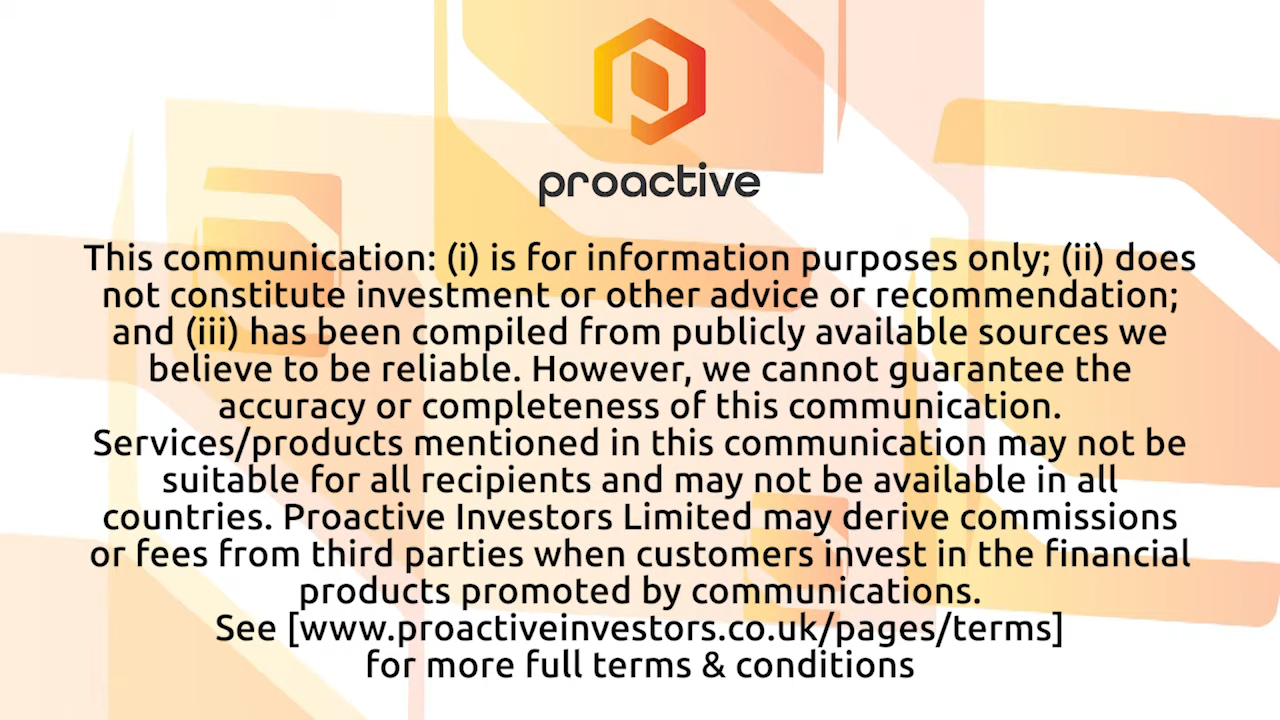 proactive
This communication: (i) is for information purposes only; (ii) does
not constitute investment or other advice or recommendation;
and (iii) has been compiled from publicly available sources we
believe to be reliable. However, we cannot guarantee the
accuracy or completeness of this communication.
Services/products mentioned in this communication may not be
suitable for all recipients and may not be available in all
countries. Proactive Investors Limited may derive commissions
or fees from third parties when customers invest in the financial
products promoted by communications.
See [www.proactiveinvestors.co.uk/pages/terms]
for more full terms & conditions